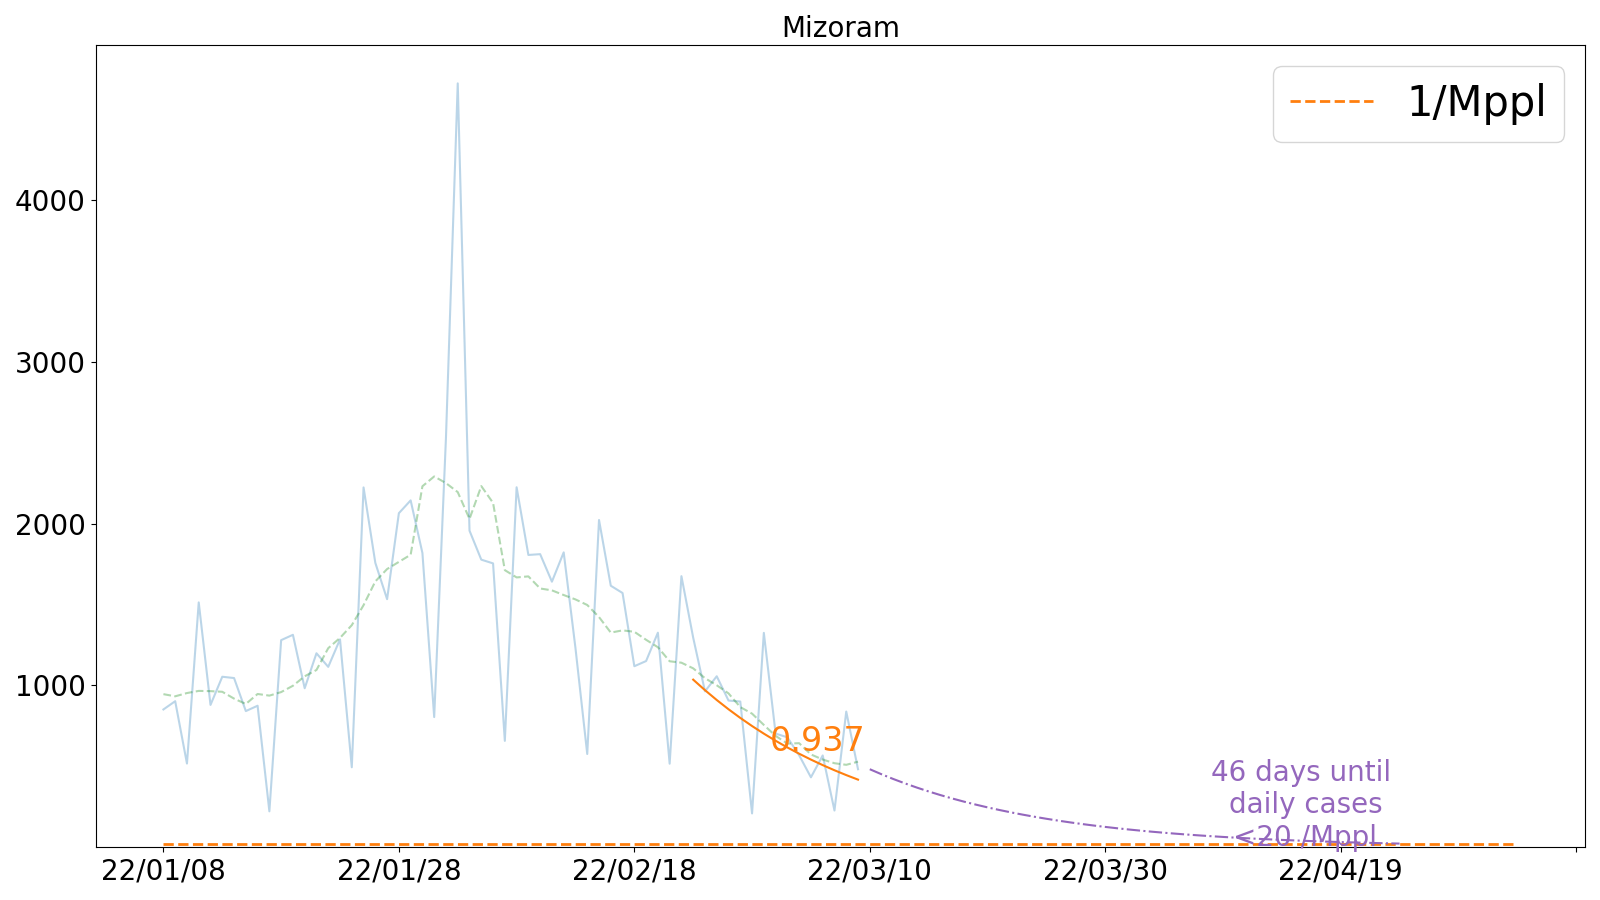 Mizoram
1/Mppl
4000
3000
2000
1000
0.937
46 days until
daily cases
<20 /Mppl
22/01/08
22/01/28
22/02/18
22/03/10
22/03/30
22/04/19